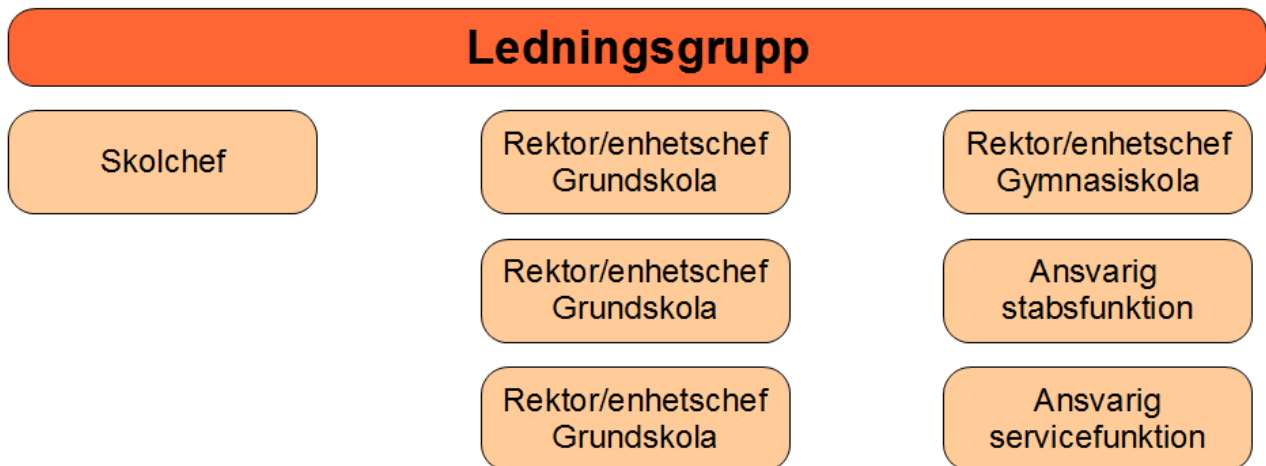 Ledningsgrupp
Skolchef
Rektor/enhetschef
Grundskola
Rektor/enhetschef
Gymnasiskola
Rektor/enhetschef
Grundskola
Ansvarig
stabsfunktion
Rektor/enhetschef
Grundskola
Ansvarig
servicefunktion